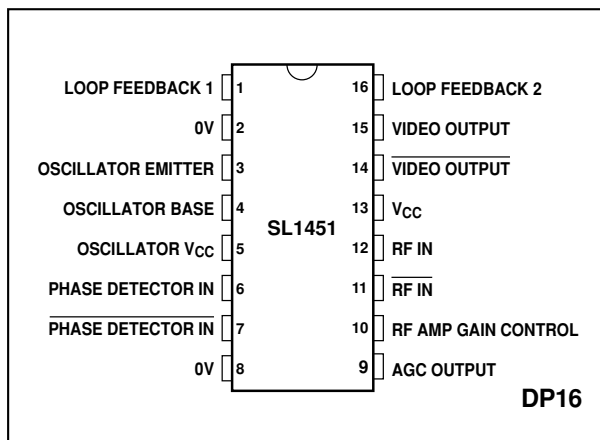 LOOP FEEDBACK 1 1 16 LOOP FEEDBACK 2
0V 2 15 VIDEO OUTPUT
OSCILLATOR EMITTER 3 14 VIDEO OUTPUT
OSCILLATOR BASE 4 13 VCC
SL1451
OSCILLATOR VCC 5 12 RF IN
PHASE DETECTOR IN 6 11 RF IN
PHASE DETECTOR IN 7 10 RF AMP GAIN CONTROL
0V 8 9 AGC OUTPUT
DP16